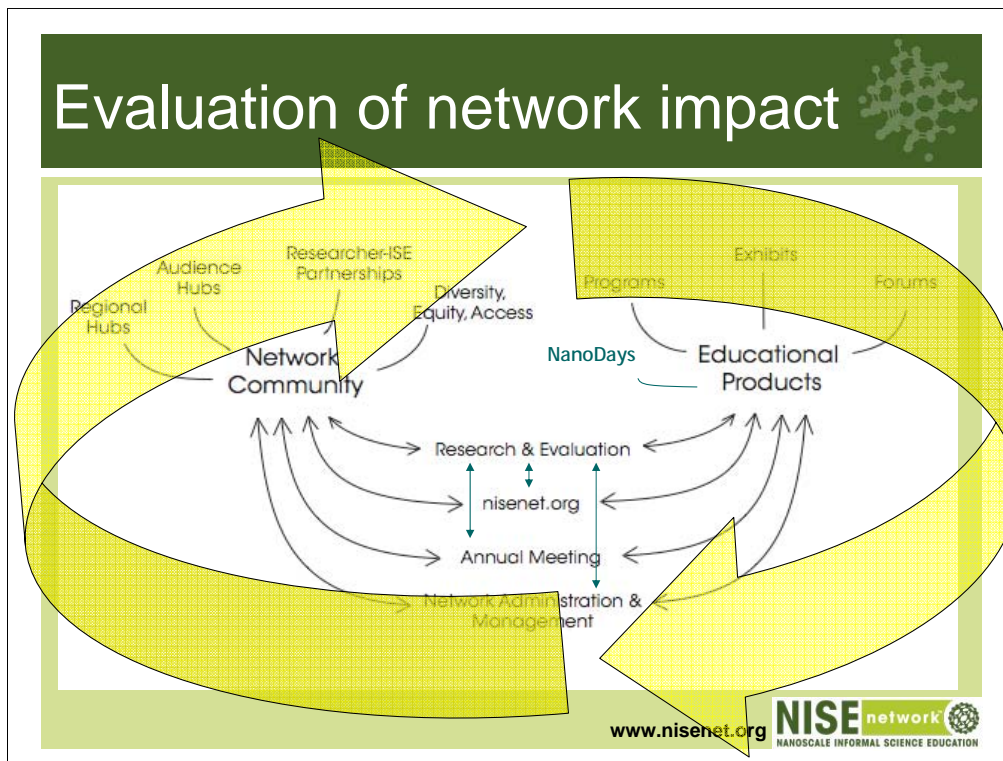 Evaluation of network impact
Researcher-ISE
Partnerships
Audience
Hubs
Regional
Hubs
Diversity,
Equity, Access
Network
Community
Exhibits
Programs
Forums
NanoDays
Educational
Products
Research & Evaluation
nisenet.org
Annual Meeting
Network Administration &
Management
www.nisenet.org
NISE network
NANOSCALE INFORMAL SCIENCE EDUCATION